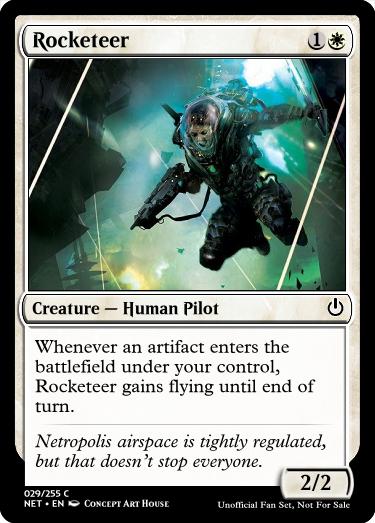 Rocketeer 1
Creature — Human Pilot
Whenever an artifact enters the
battlefield under your control,
Rocketeer gains flying until end of
turn.
Netropolis airspace is tightly regulated,
but that doesn't stop everyone.
2/2
029/255 C
NET • EN Concept Art House
Unofficial Fan Set, Not For Sale